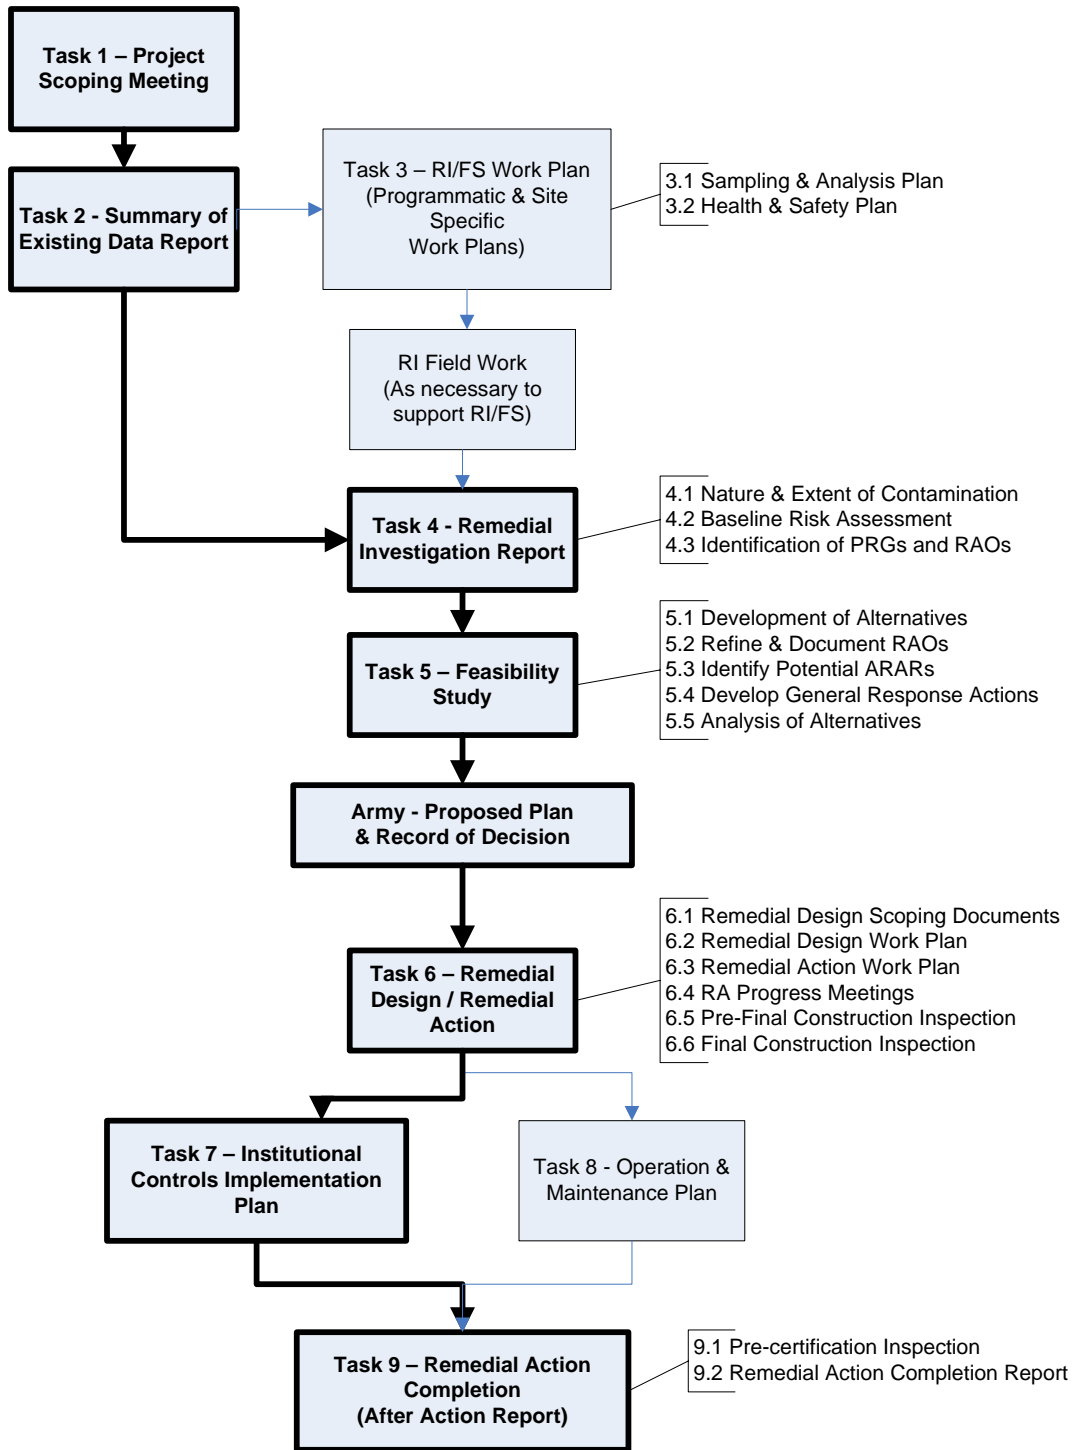 Task 1 – Project
Scoping Meeting
Task 2 - Summary of
Existing Data Report
Task 3 – RI/FS Work Plan
(Programmatic & Site
Specific
Work Plans)
3.1 Sampling & Analysis Plan
3.2 Health & Safety Plan
RI Field Work
(As necessary to
support RI/FS)
Task 4 - Remedial
Investigation Report
4.1 Nature & Extent of Contamination
4.2 Baseline Risk Assessment
4.3 Identification of PRGs and RAOs
Task 5 – Feasibility
Study
5.1 Development of Alternatives
5.2 Refine & Document RAOs
5.3 Identify Potential ARARs
5.4 Develop General Response Actions
5.5 Analysis of Alternatives
Army - Proposed Plan
& Record of Decision
Task 6 – Remedial
Design / Remedial
Action
6.1 Remedial Design Scoping Documents
6.2 Remedial Design Work Plan
6.3 Remedial Action Work Plan
6.4 RA Progress Meetings
6.5 Pre-Final Construction Inspection
6.6 Final Construction Inspection
Task 7 – Institutional
Controls Implementation
Plan
Task 8 - Operation &
Maintenance Plan
Task 9 – Remedial Action
Completion
(After Action Report)
9.1 Pre-certification Inspection
9.2 Remedial Action Completion Report